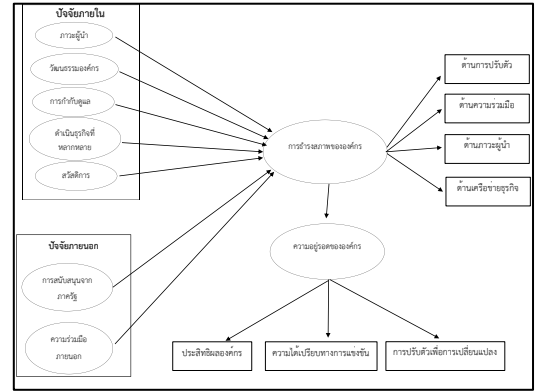 ปัจจัยภายใน
ภาวะผู้นำ
วัฒนธรรมองค์กร
การกำกับดูแล
ดำเนินธุรกิจที่
หลากหลาย
สวัสดิการ
ปัจจัยภายนอก
การสนับสนุนจาก
ภาครัฐ
ความร่วมมือ
ภายนอก
การธำรงสภาพขององค์กร
ความอยู่รอดขององค์กร
ด้านการปรับตัว
ด้านความร่วมมือ
ด้านภาวะผู้นำ
ด้านเครือข่ายธุรกิจ
ประสิทธิผลองค์กร
ความได้เปรียบทางการแข่งขัน
การปรับตัวเพื่อการเปลี่ยนแปลง